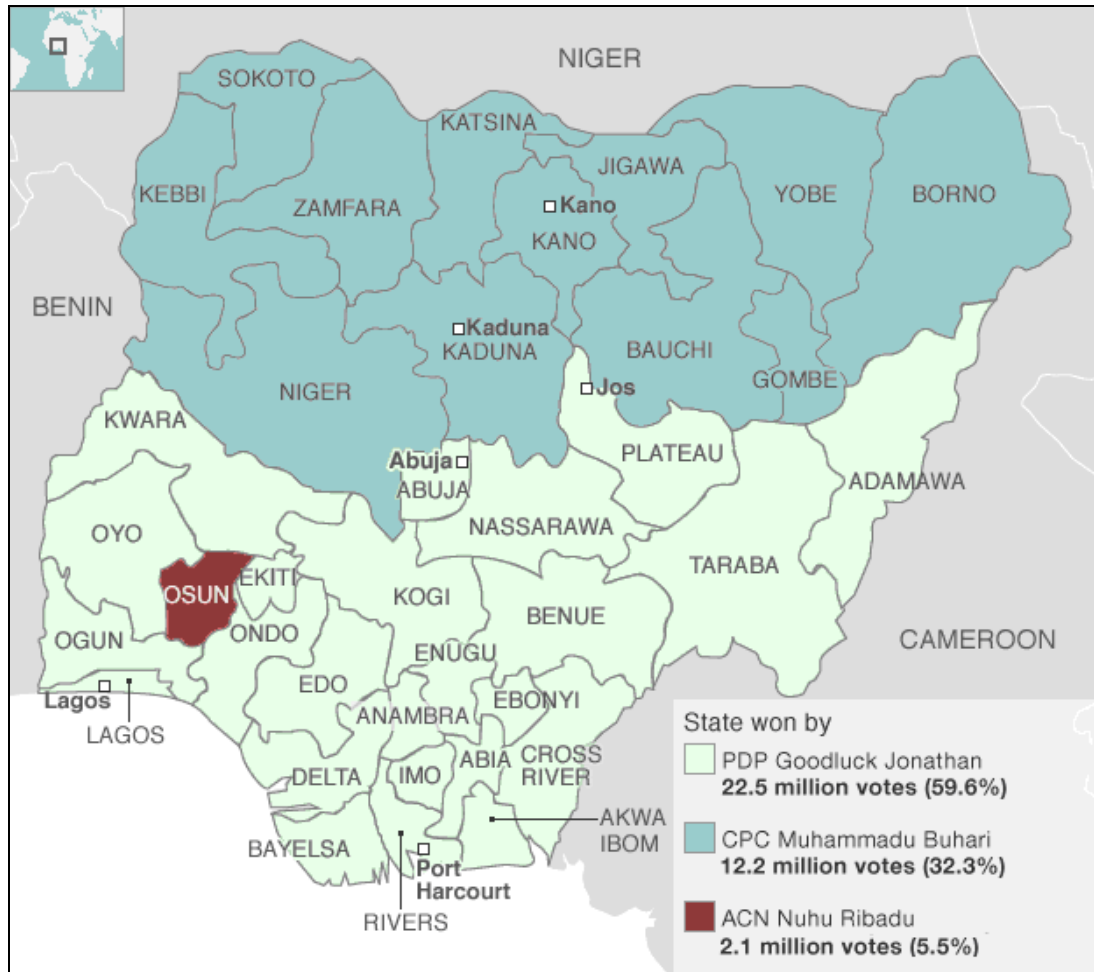 NIGER
SOKOTO
KATSINA
JIGAWA
KEBBI
ZAMFARA
YOBE
BORNO
Kano
KANO
BENIN
Kaduna
KADUNA
BAUCHI
GOMBE
NIGER
Jos
KWARA
PLATEAU
Abuja
ABUJA
ADAMAWA
NASSARAWA
OYO
TARABA
OSUN
EKITI
KOGI
BENUE
OGUN
ONDO
CAMEROON
ENUGU
EDO
EBONYI
Lagos
LAGOS
ANAMBRA
CROSS
RIVER
DELTA
IMO
ABIA
AKWA
IBOM
BAYELSA
Port
Harcourt
RIVERS
State won by
PDP Goodluck Jonathan
22.5 million votes (59.6%)
CPC Muhammadu Buhari
12.2 million votes (32.3%)
ACN Nuhu Ribadu
2.1 million votes (5.5%)